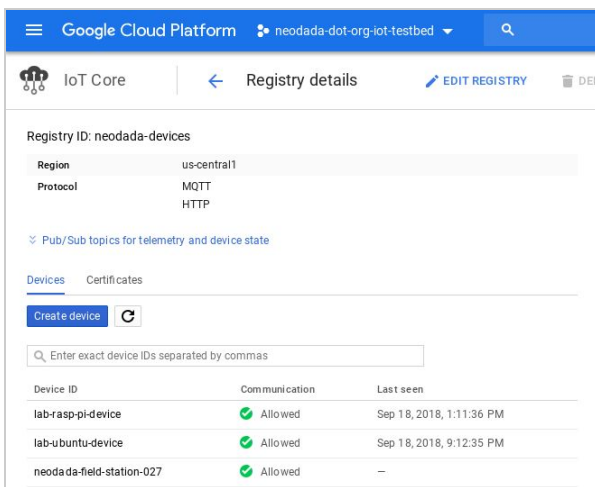 Google Cloud Platform neodada-dot-org-iot-testbed
IoT Core Registry details EDIT REGISTRY DE
Registry ID: neodada-devices
Region us-central1
Protocol MQTT
HTTP
Pub/Sub topics for telemetry and device state
Devices Certificates
Create device
Enter exact device IDs separated by commas
Device ID Communication Last seen
lab-rasp-pi-device Allowed Sep 18, 2018, 1:11:36 PM
lab-ubuntu-device Allowed Sep 18, 2018, 9:12:35 PM
neodada-field-station-027 Allowed –